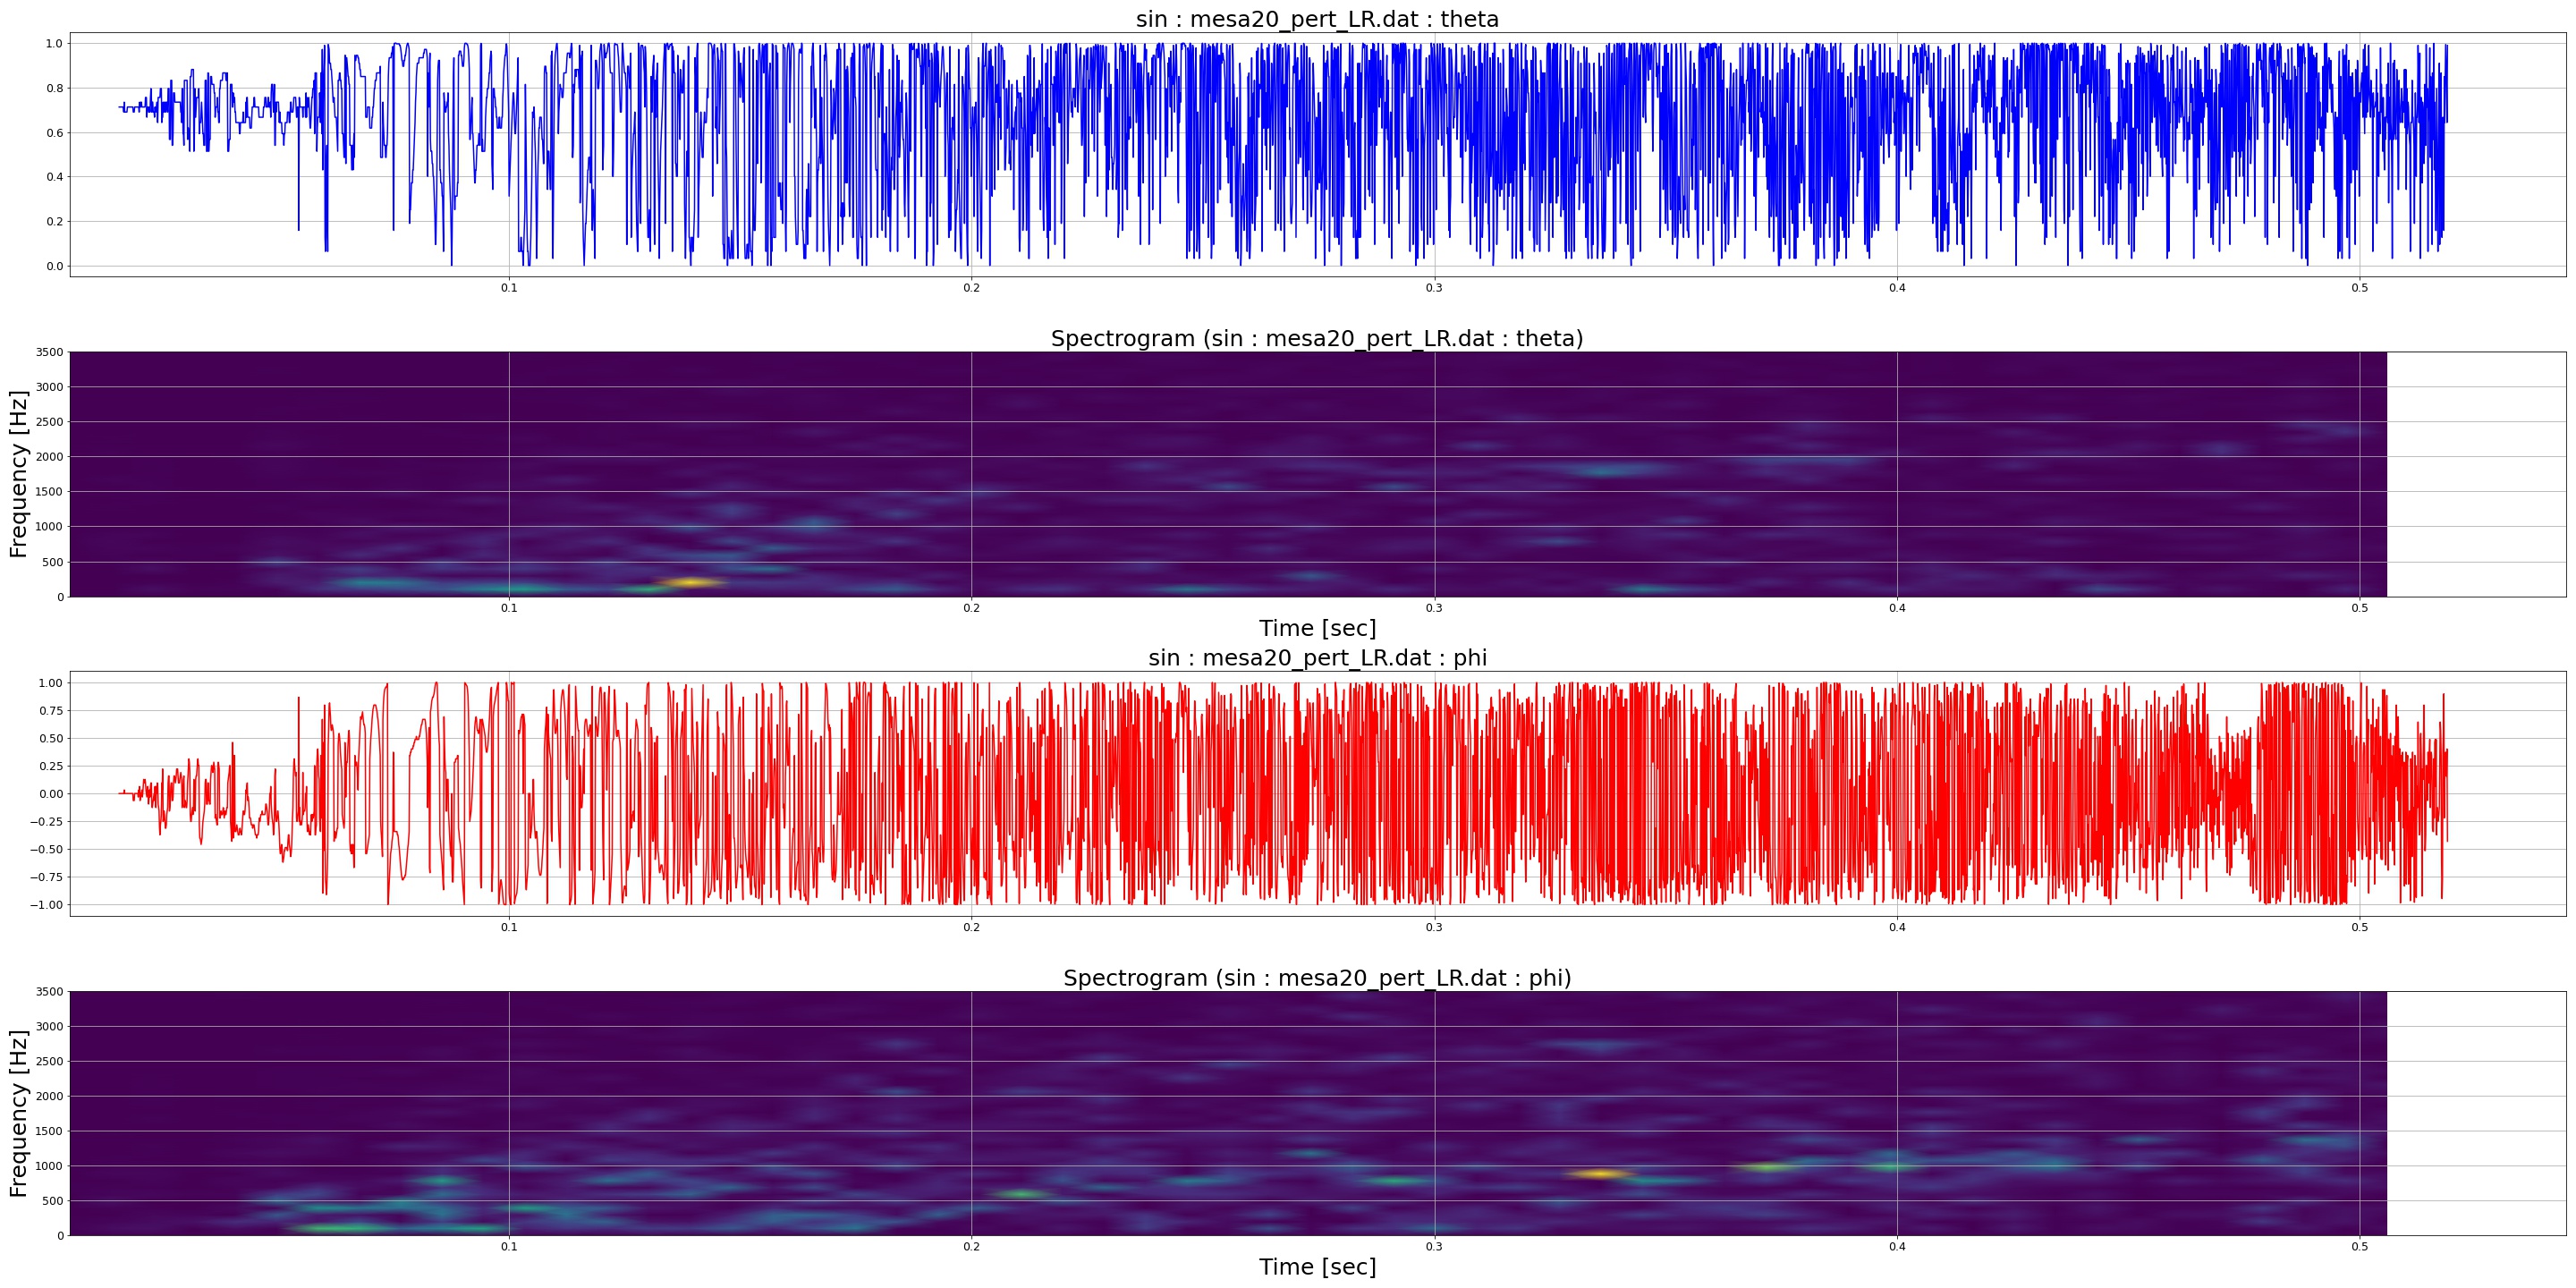 sin : mesa20_pert_LR.dat : theta
1.0
0.8
0.6
0.4
0.2
0.0
0.1 0.2 0.3 0.4 0.5
Spectrogram (sin : mesa20_pert_LR.dat : theta)
Frequency [Hz]
3500
3000
2500
2000
1500
1000
500
0
0.1 0.2 0.3 0.4 0.5
Time [sec]
sin : mesa20_pert_LR.dat : phi
1.00
0.75
0.50
0.25
0.00
−0.25
−0.50
−0.75
−1.00
0.1 0.2 0.3 0.4 0.5
Spectrogram (sin : mesa20_pert_LR.dat : phi)
Frequency [Hz]
3500
3000
2500
2000
1500
1000
500
0
0.1 0.2 0.3 0.4 0.5
Time [sec]